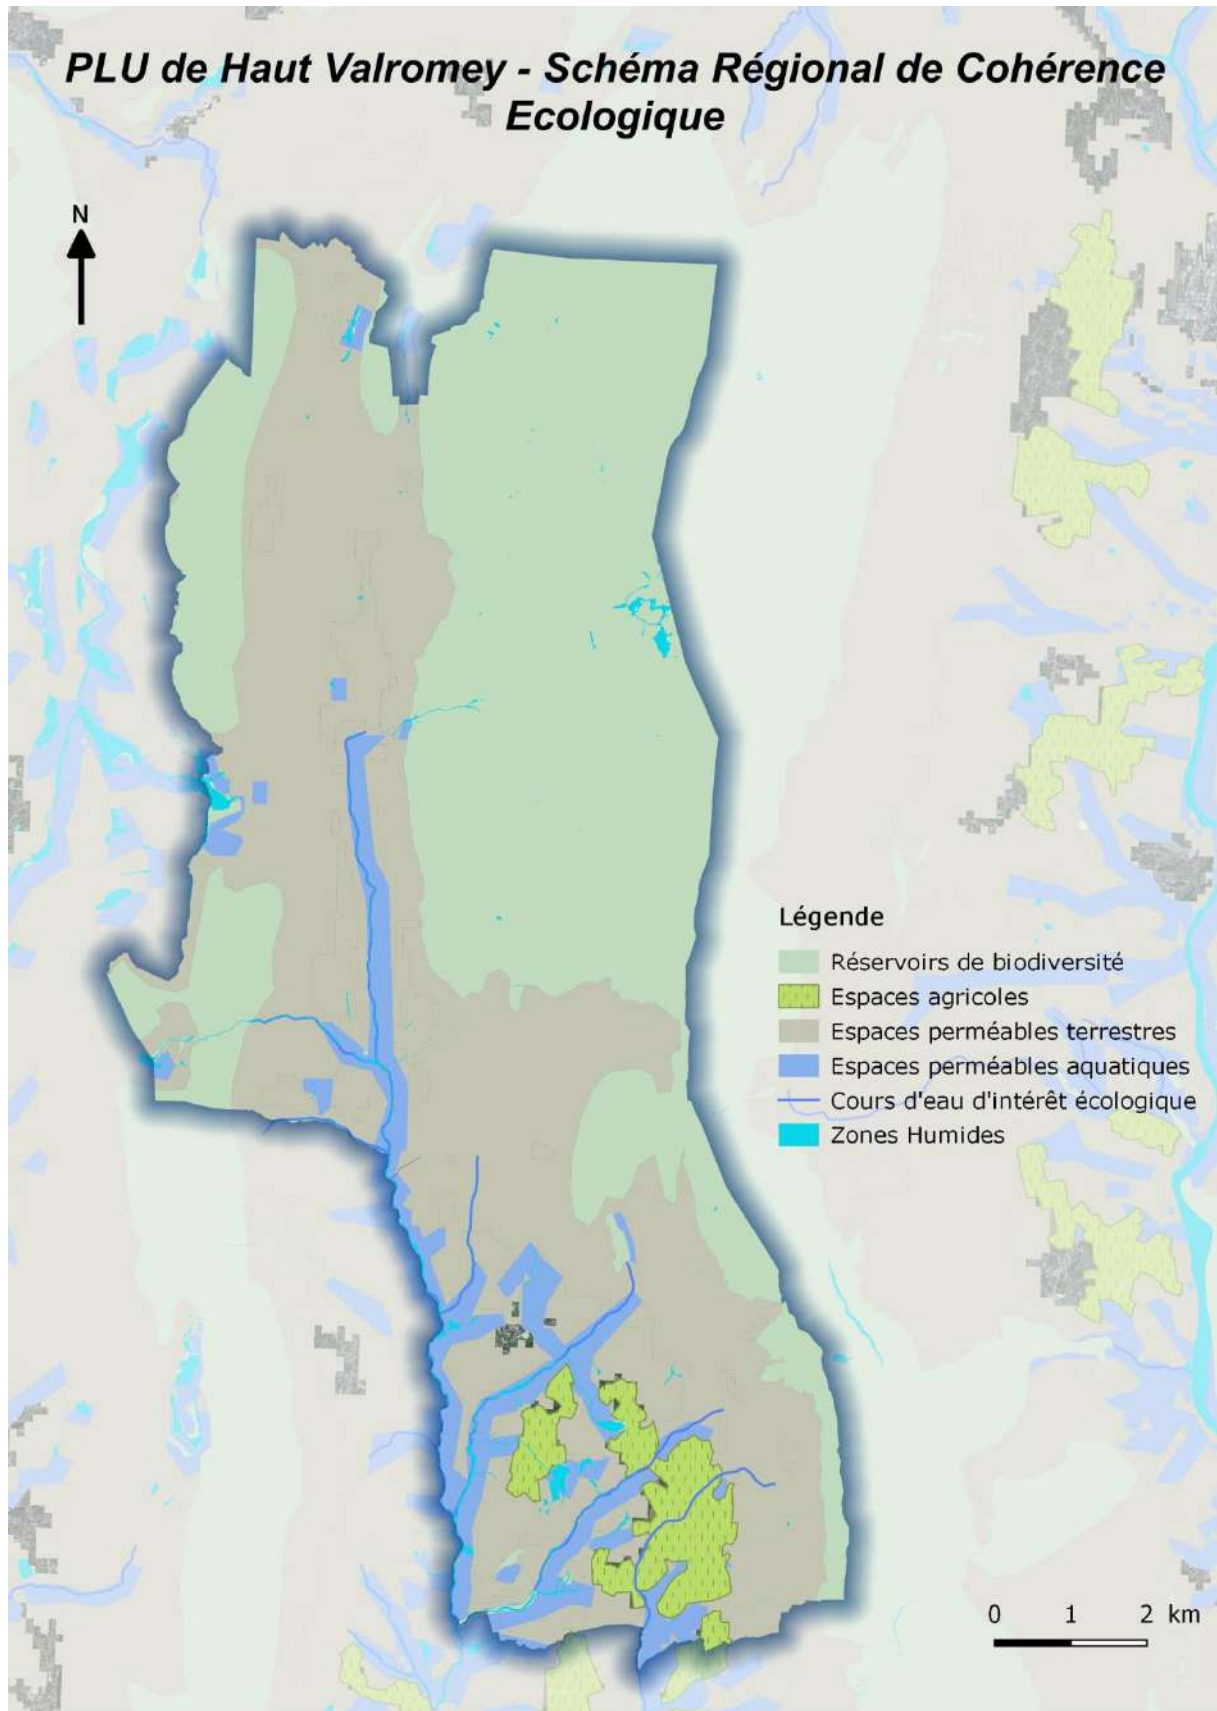 PLU de Haut Valromey - Schéma Régional de Cohérence
Ecologique
N
Légende
Réservoirs de biodiversité
Espaces agricoles
Espaces perméables terrestres
Espaces perméables aquatiques
Cours d'eau d'intérêt écologique
Zones Humides
0 1 2 km